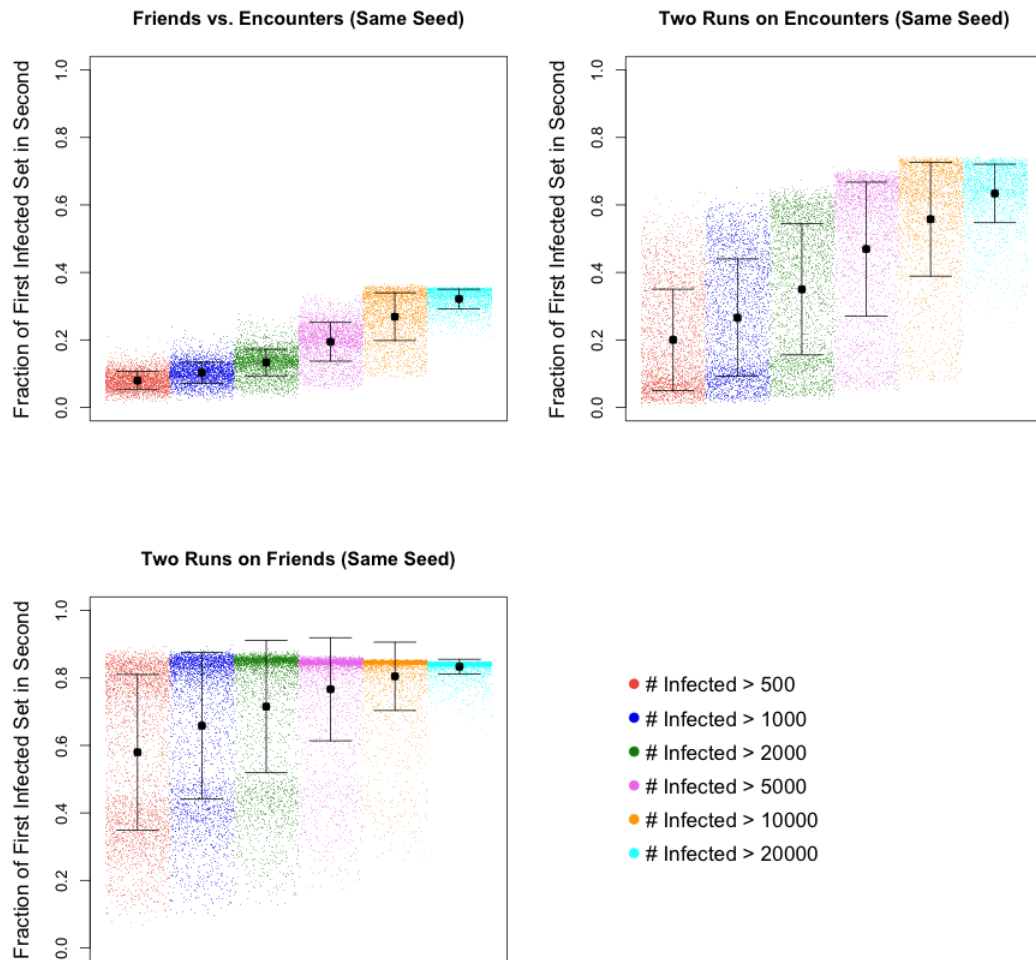 Friends vs. Encounters (Same Seed)
Fraction of First Infected Set in Second
1.0
0.8
0.6
0.4
0.2
0.0
Two Runs on Encounters (Same Seed)
Fraction of First Infected Set in Second
1.0
0.8
0.6
0.4
0.2
0.0
Two Runs on Friends (Same Seed)
Fraction of First Infected Set in Second
1.0
0.8
0.6
0.4
0.2
0.0
# Infected > 500
# Infected > 1000
# Infected > 2000
# Infected > 5000
# Infected > 10000
# Infected > 20000